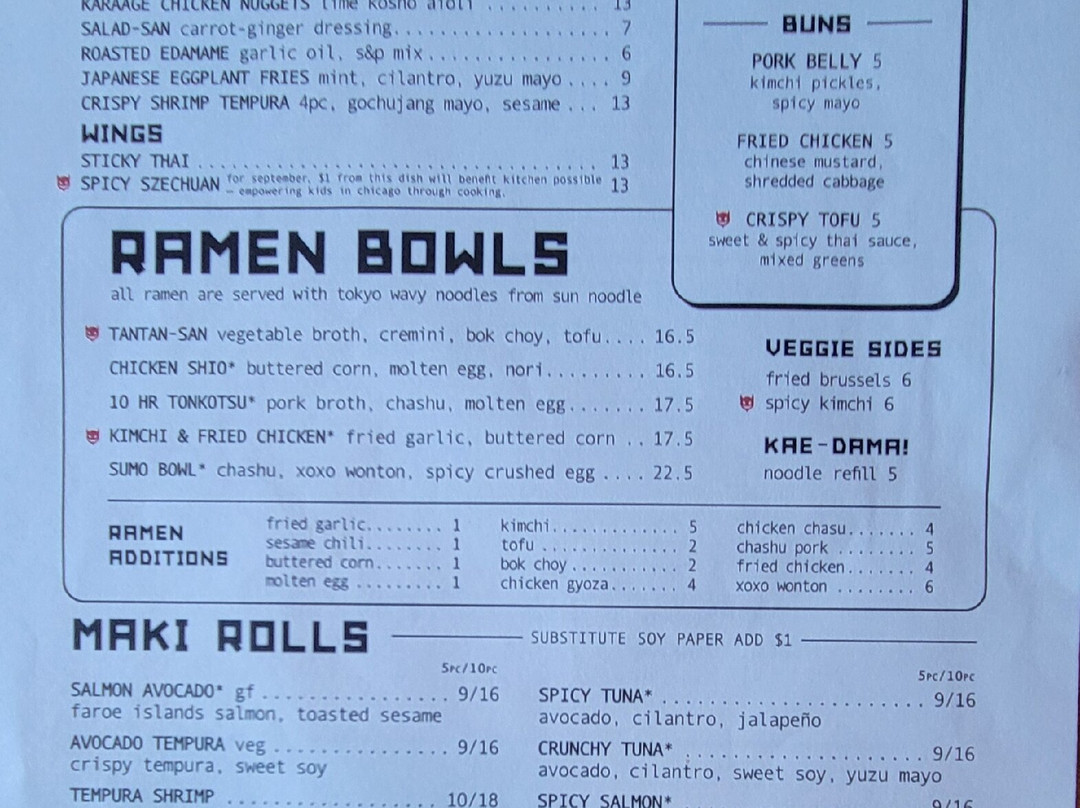 KARAAGE CHICKEN NUGGETS lime kosho aioli .......... 13
SALAD-SAN carrot-ginger dressing.................. 7
ROASTED EDAMAME garlic oil, s&p mix.............. 6
JAPANESE EGGPLANT FRIES mint, cilantro, yuzu mayo .... 9
CRISPY SHRIMP TEMPURA 4pc, gochujang mayo, sesame ... 13
WINGS
STICKY THAI ................................ 13
SPICY SZECHUAN for september, $1 from this dish will benefit kitchen possible
— empowering kids in chicago through cooking. 13
BUNS
PORK BELLY 5
kimchi pickles,
spicy mayo
FRIED CHICKEN 5
chinese mustard,
shredded cabbage
CRISPY TOFU 5
sweet & spicy thai sauce,
mixed greens
RAMEN BOWLS
all ramen are served with tokyo wavy noodles from sun noodle
TANTAN-SAN vegetable broth, cremini, bok choy, tofu.... 16.5
CHICKEN SHIO* buttered corn, molten egg, nori......... 16.5
10 HR TONKOTSU* pork broth, chashu, molten egg....... 17.5
KIMCHI & FRIED CHICKEN* fried garlic, buttered corn .. 17.5
SUMO BOWL* chashu, xoxo wonton, spicy crushed egg .... 22.5
VEGGIE SIDES
fried brussels 6
spicy kimchi 6
KAE-DAMA!
noodle refill 5
RAMEN
ADDITIONS
fried garlic........ 1
sesame chili........ 1
buttered corn....... 1
molten egg ......... 1
kimchi............. 5
tofu .............. 2
bok choy ........... 2
chicken gyoza....... 4
chicken chasu....... 4
chashu pork ........ 5
fried chicken....... 4
xoxo wonton ........ 6
MAKI ROLLS
SUBSTITUTE SOY PAPER ADD $1
5PC/10PC
SALMON AVOCADO* gf ............... 9/16
faroe islands salmon, toasted sesame
AVOCADO TEMPURA veg .............. 9/16
crispy tempura, sweet soy
TEMPURA SHRIMP .................. 10/18
5PC/10PC
SPICY TUNA*....................... 9/16
avocado, cilantro, jalapeño
CRUNCHY TUNA* .................... 9/16
avocado, cilantro, sweet soy, yuzu mayo
SPICY SALMON* 9/16